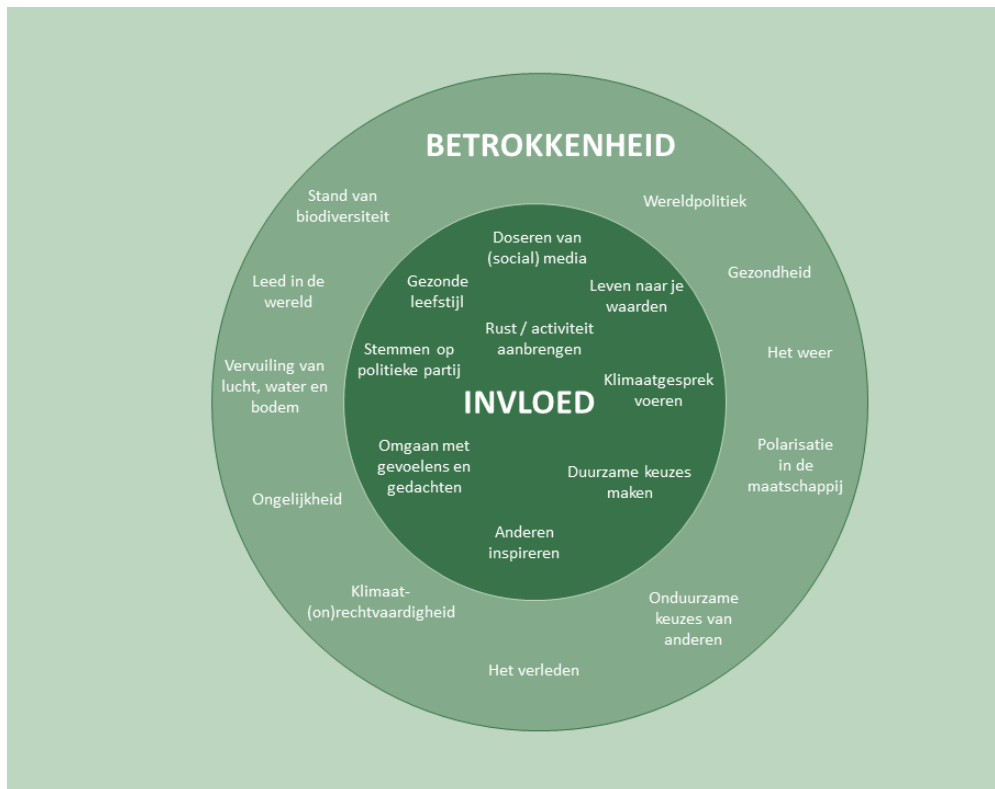 BETROKKENHEID
Stand van
biodiversiteit
Wereldpolitiek
Leed in de
wereld
Gezondheid
Vervuiling van
lucht, water en
bodem
Het weer
Ongelijkheid
Polarisatie
in de
maatschappij
Klimaat-
(on)rechtvaardigheid
Onduurzame
keuzes van
anderen
Het verleden
Doseren van
(social) media
Gezonde
leefstijl
Leven naar je
waarden
Rust / activiteit
aanbrengen
Stemmen op
politieke partij
Klimaatgesprek
voeren
INVLOED
Omgaan met
gevoelens en
gedachten
Duurzame keuzes
maken
Anderen
inspireren